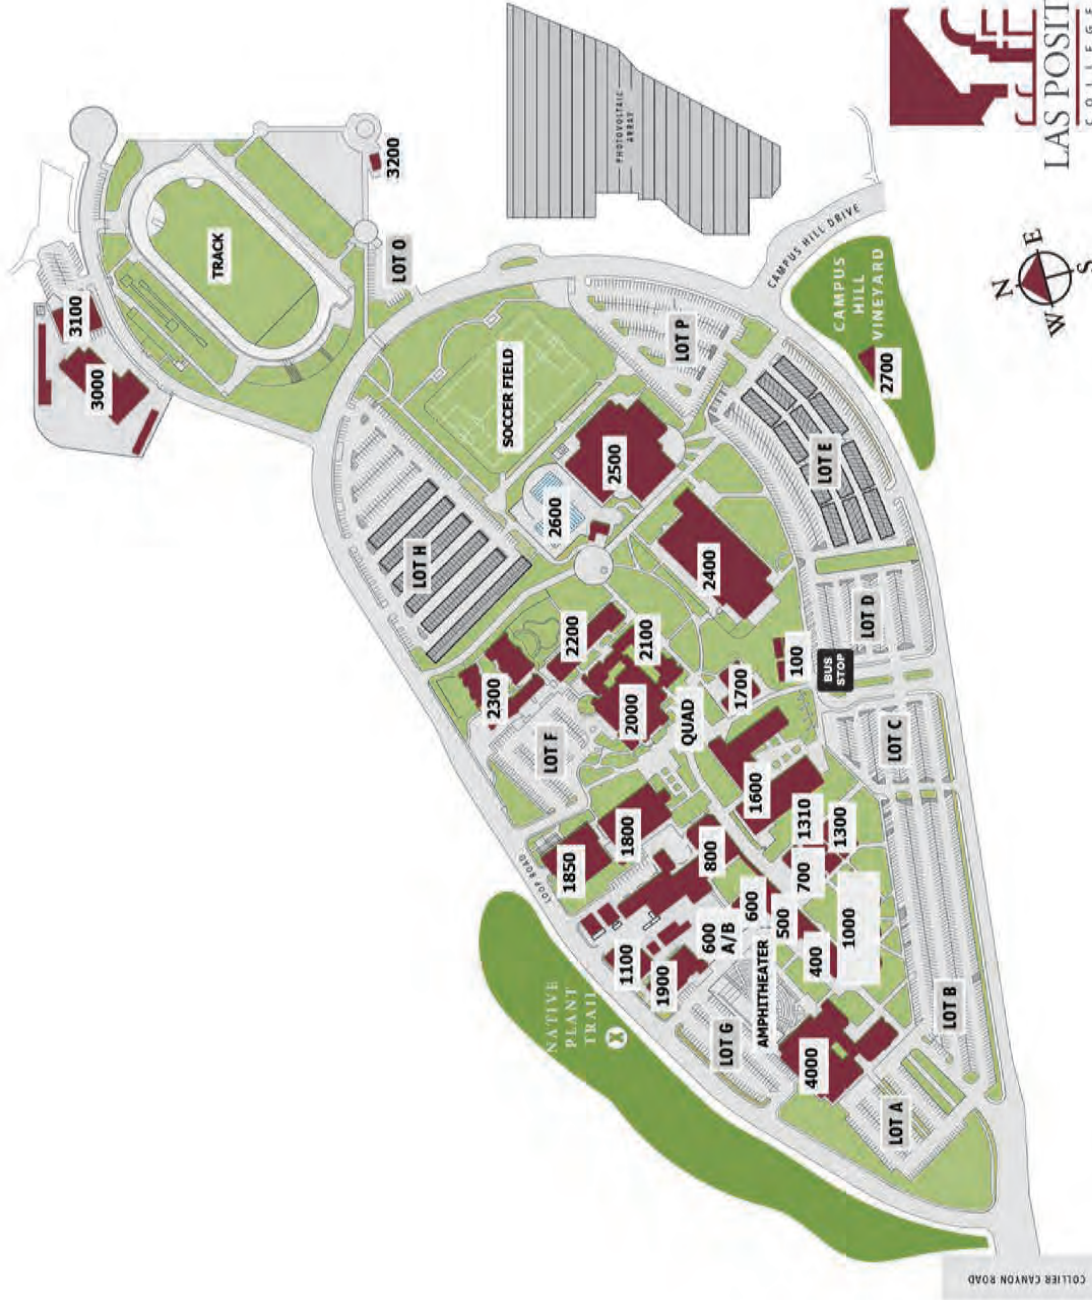 PHOTOVOLTAIC
ARRAY
LAS POSIT
COLLEGE
3200
TRACK
LOT O
3100
3000
CAMPUS HILL DRIVE
CAMPUS
HILL
VINEYARD
2700
N
E
S
W
LOT P
SOCCER FIELD
2500
2600
LOT E
LOT H
2400
LOT D
2200
2100
100
BUS
STOP
2300
2000
1700
QUAD
LOT F
LOT C
1600
1310
1300
1800
800
1850
LOOP ROAD
700
600
500
1000
600
A/B
400
1100
1900
AMPHITHEATER
NATIVE
PLANT
TRAIL
LOT G
LOT B
4000
LOT A
COLLIER CANYON ROAD